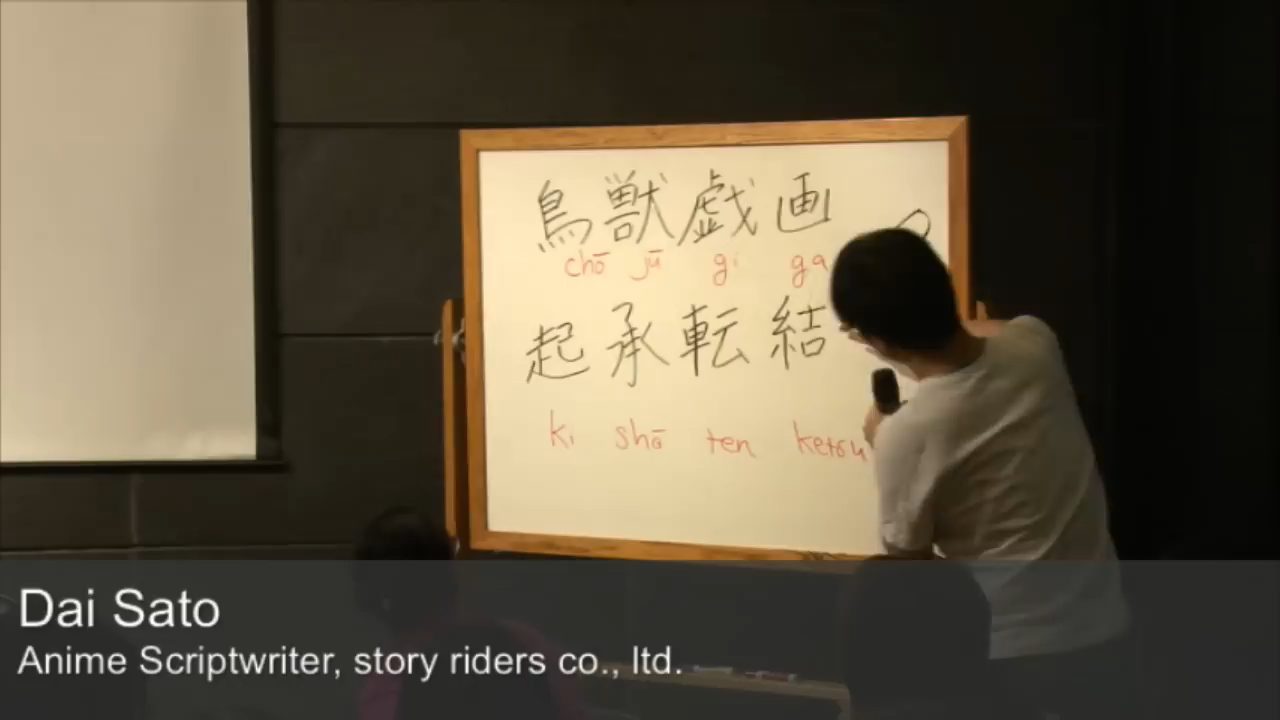 鳥獣戯画
chō jū gi ga
起承転結
ki shō ten ketsu
Dai Sato
Anime Scriptwriter, story riders co., ltd.